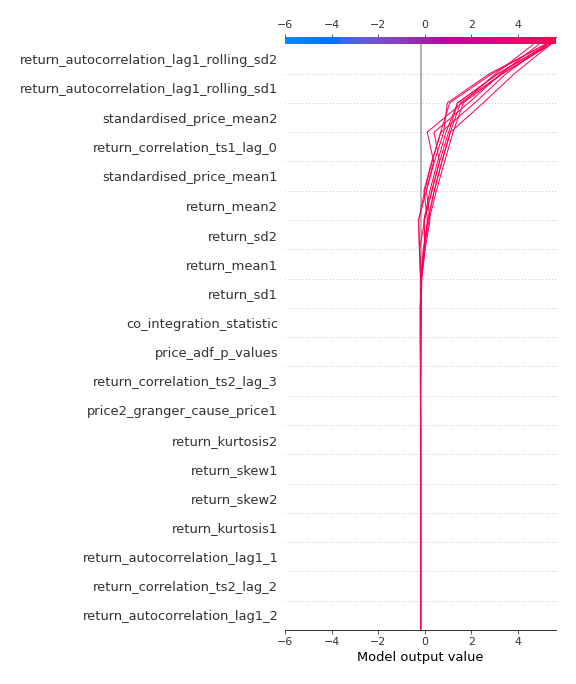 −6 −4 −2 0 2 4
return_autocorrelation_lag1_rolling_sd2
return_autocorrelation_lag1_rolling_sd1
standardised_price_mean2
return_correlation_ts1_lag_0
standardised_price_mean1
return_mean2
return_sd2
return_mean1
return_sd1
co_integration_statistic
price_adf_p_values
return_correlation_ts2_lag_3
price2_granger_cause_price1
return_kurtosis2
return_skew1
return_skew2
return_kurtosis1
return_autocorrelation_lag1_1
return_correlation_ts2_lag_2
return_autocorrelation_lag1_2
−6 −4 −2 0 2 4
Model output value